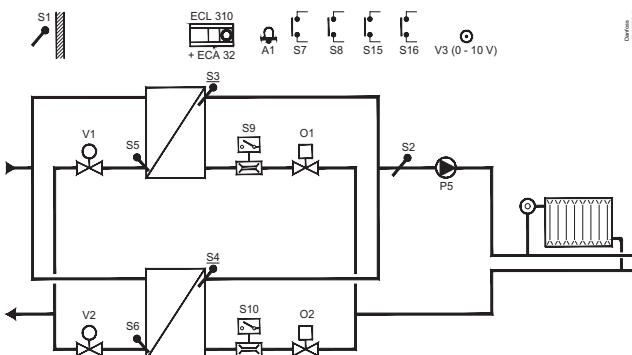 S1
ECL 310
+ ECA 32
A1
S7
S8
S15
S16
V3 (0 - 10 V)
Danfoss
S3
V1
S5
S9
O1
S2
P5
S4
V2
S6
S10
O2